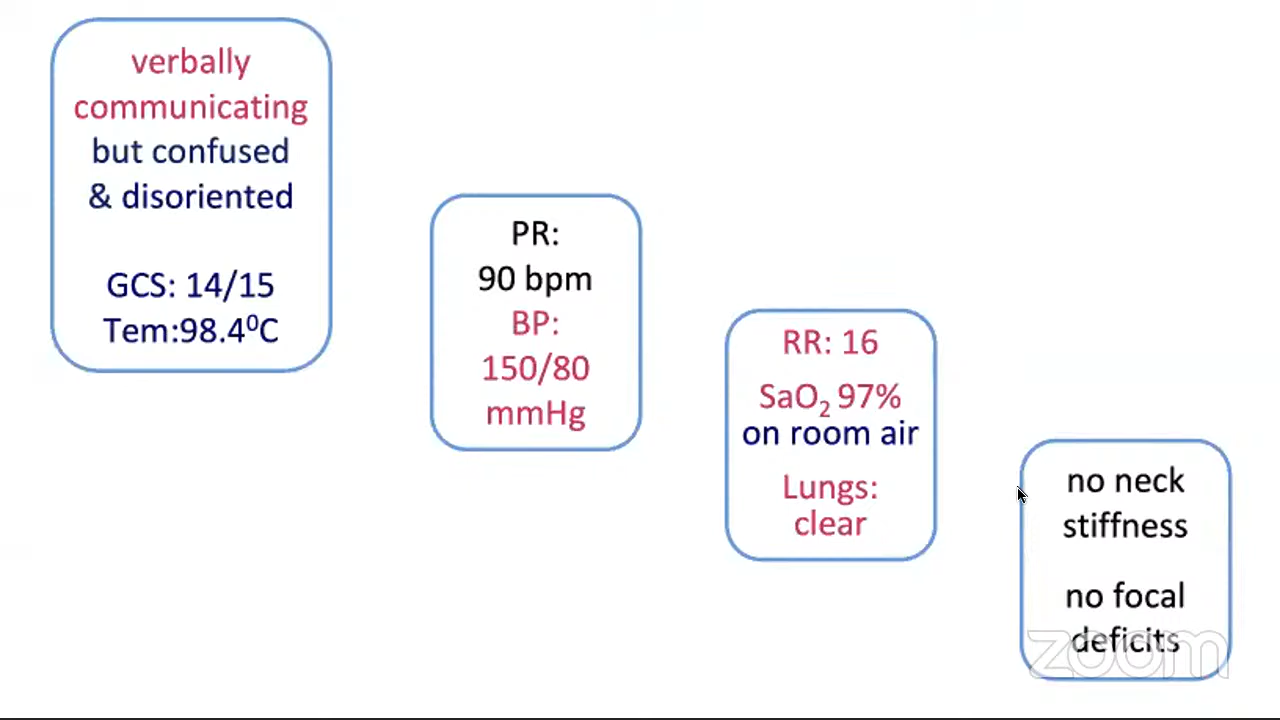 verbally
communicating
but confused
& disoriented
GCS: 14/15
Tem:98.4⁰C
PR:
90 bpm
BP:
150/80
mmHg
RR: 16
SaO₂ 97%
on room air
Lungs:
clear
no neck
stiffness
no focal
deficits
zoom